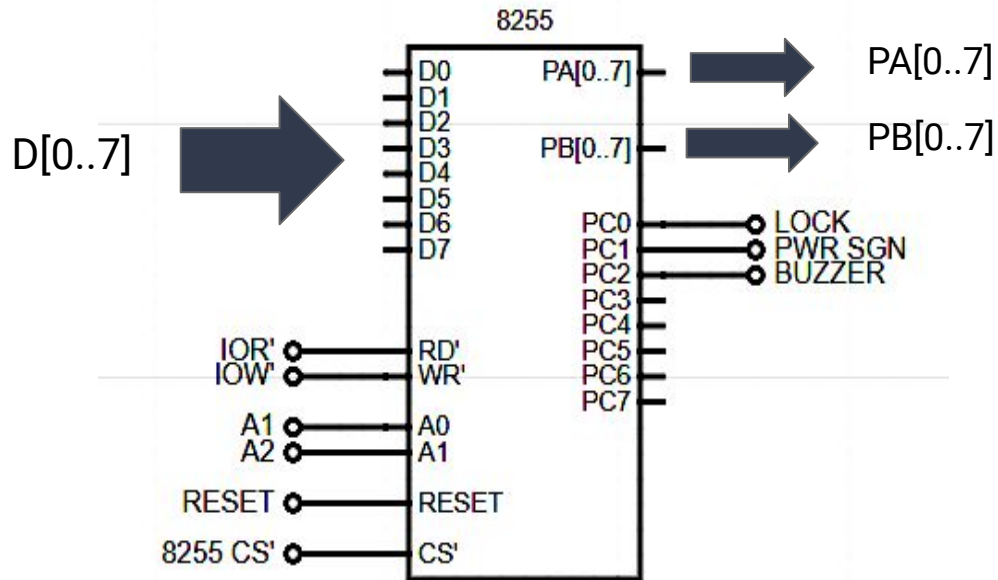 8255
D[0..7]
D0
D1
D2
D3
D4
D5
D6
D7
PA[0..7]
PA[0..7]
PB[0..7]
PB[0..7]
PC0 LOCK
PC1 PWR SGN
PC2 BUZZER
PC3
PC4
PC5
PC6
PC7
IOR' RD'
IOW' WR'
A1 A0
A2 A1
RESET RESET
8255 CS' CS'